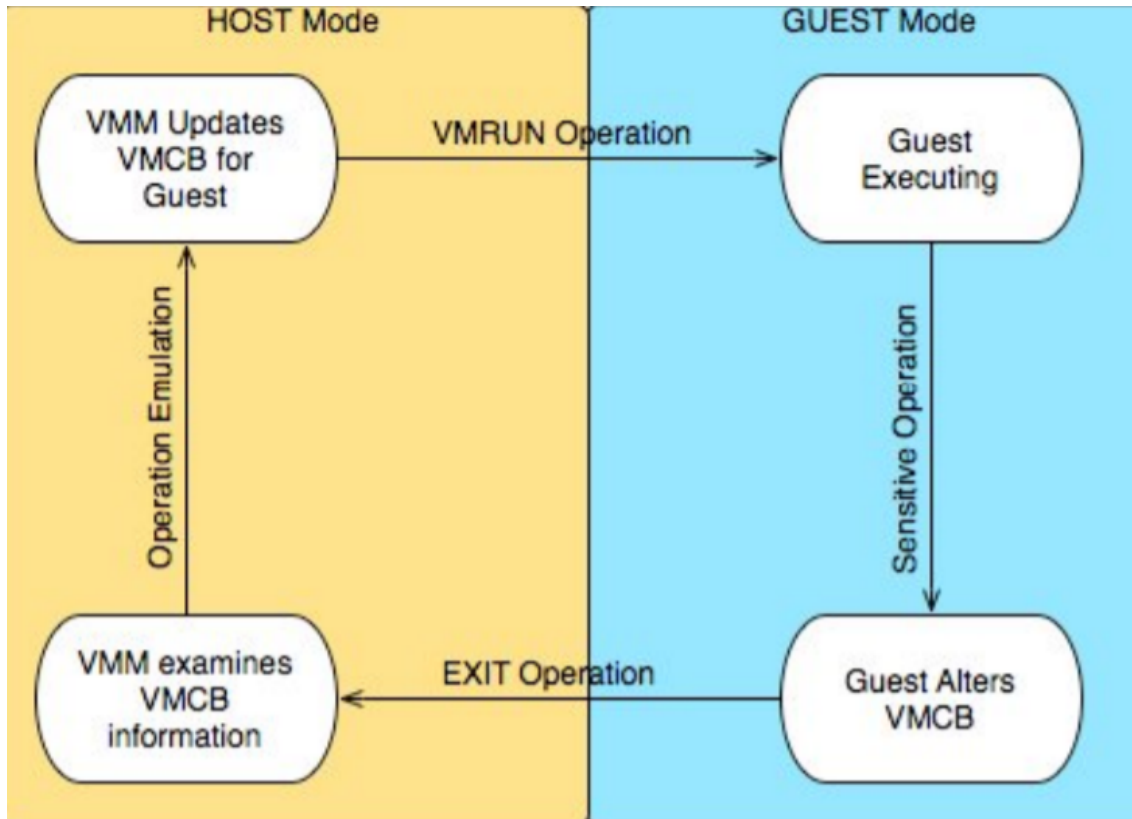 HOST Mode
GUEST Mode
VMM Updates
VMCB for
Guest
VMRUN Operation
Guest
Executing
Operation Emulation
Sensitive Operation
VMM examines
VMCB
information
EXIT Operation
Guest Alters
VMCB